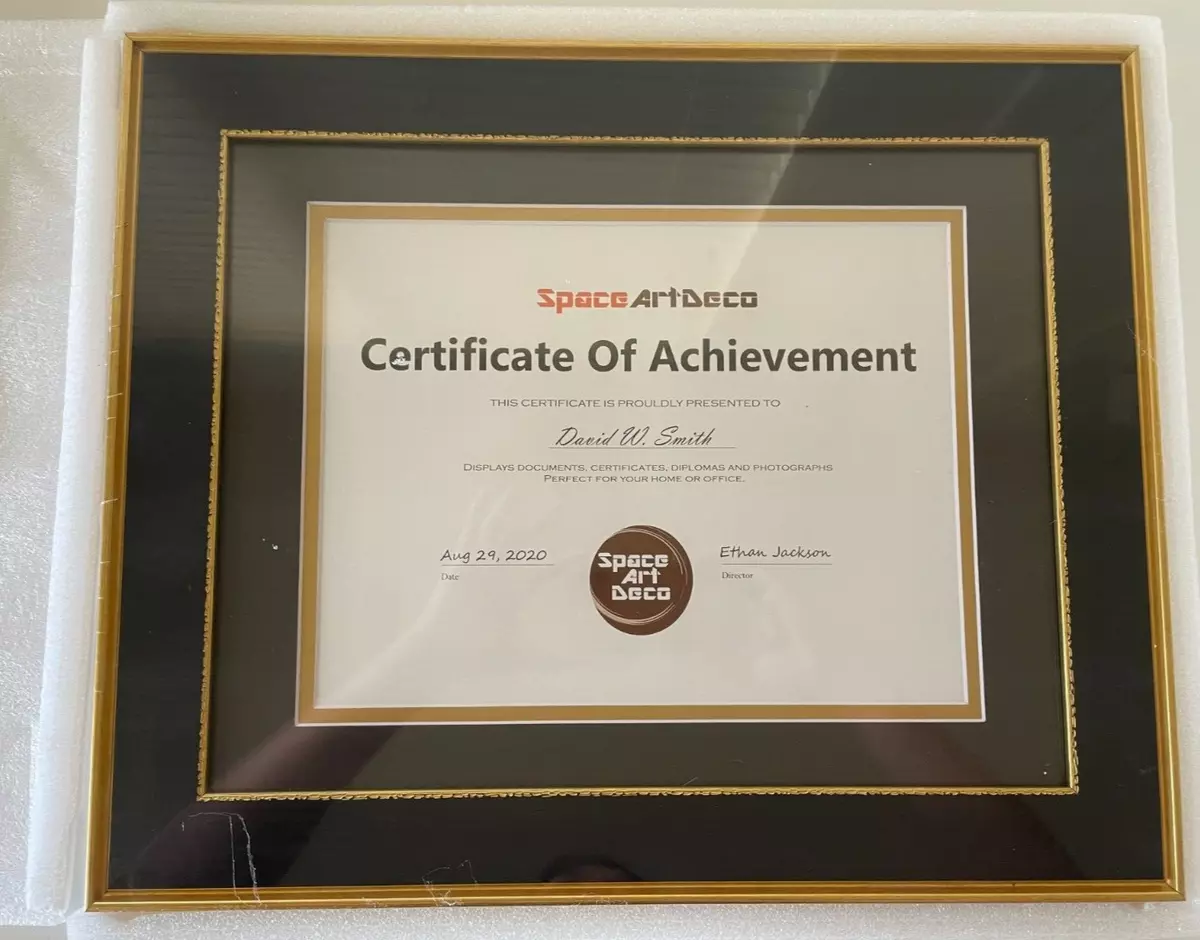 SpaceArtDeco
Certificate Of Achievement
THIS CERTIFICATE IS PROULDLY PRESENTED TO
David W. Smith
DISPLAYS DOCUMENTS, CERTIFICATES, DIPLOMAS AND PHOTOGRAPHS
PERFECT FOR YOUR HOME OR OFFICE.
Aug 29, 2020
Date
Space
Art
Deco
Ethan Jackson
Director